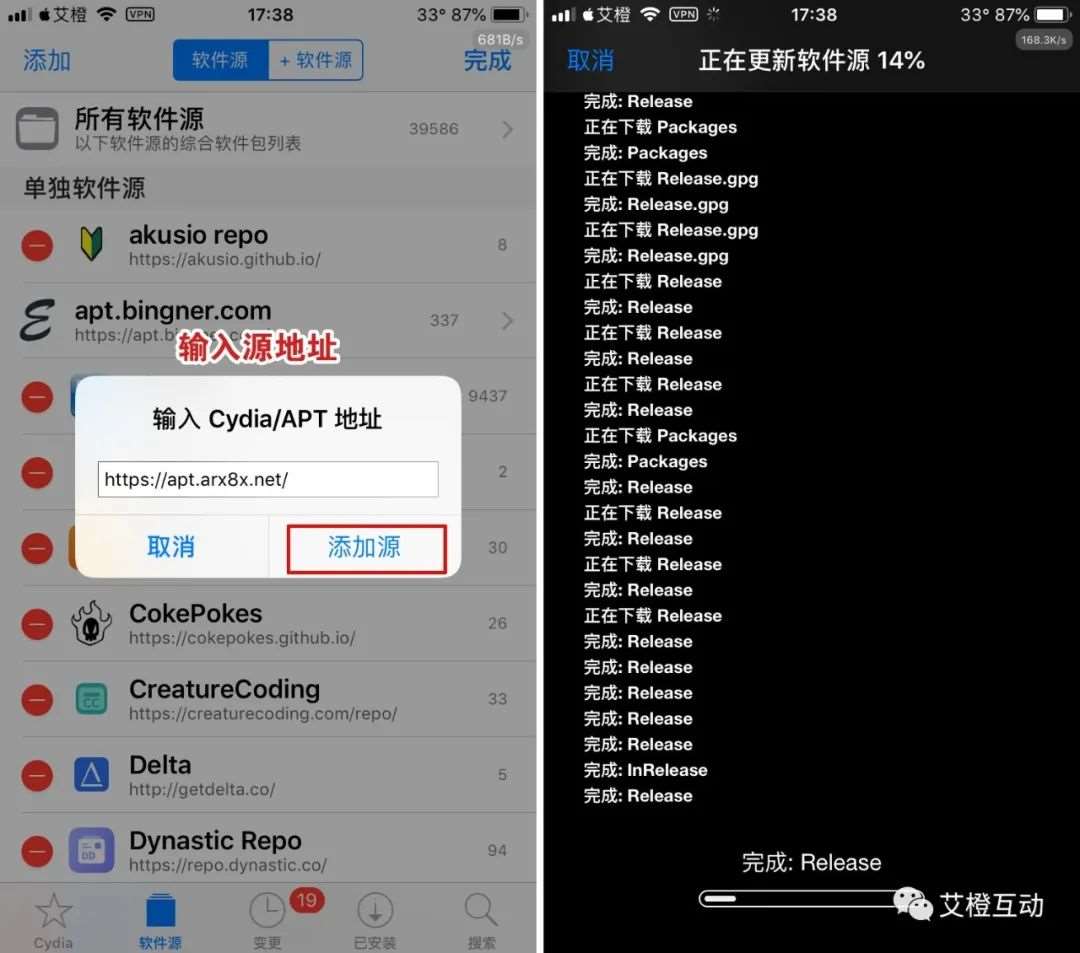 艾橙 VPN 17:38 33° 87%
681B/s
添加 软件源 + 软件源 完成
所有软件源
以下软件源的综合软件包列表
39586
单独软件源
akusio repo
https://akusio.github.io/
8
apt.bingner.com
337
输入源地址
9437
输入 Cydia/APT 地址
https://apt.arx8x.net/
2
取消 添加源
30
CokePokes
https://cokepokes.github.io/
26
CreatureCoding
https://creaturecoding.com/repo/
33
Delta
http://getdelta.co/
5
Dynastic Repo
https://repo.dynastic.co/
94
19
Cydia 软件源 变更 已安装 搜索
艾橙 VPN 17:38 33° 87%
168.3K/s
取消 正在更新软件源 14%
完成: Release
正在下载 Packages
完成: Packages
正在下载 Release.gpg
完成: Release.gpg
正在下载 Release.gpg
完成: Release.gpg
正在下载 Release
完成: Release
正在下载 Release
完成: Release
正在下载 Release
完成: Release
正在下载 Packages
完成: Packages
完成: Release
正在下载 Release
完成: Release
正在下载 Release
完成: Release
正在下载 Release
完成: Release
完成: Release
完成: Release
完成: Release
完成: Release
完成: InRelease
完成: Release
完成: Release
艾橙互动